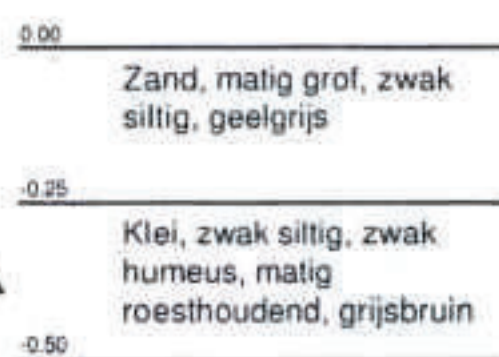 0.00
Zand, matig grof, zwak
siltig, geelgrijs
-0.25
Klei, zwak siltig, zwak
humeus, matig
roesthoudend, grijsbruin
-0.50